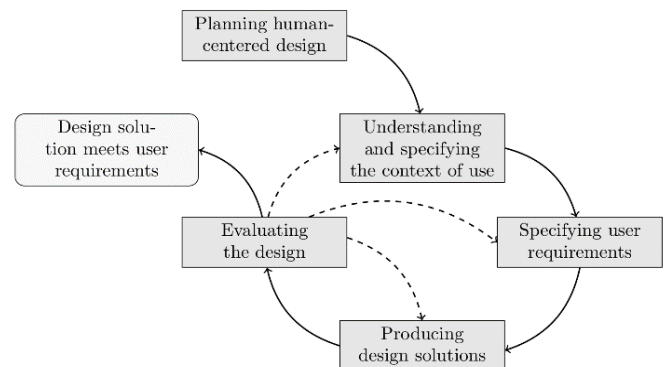 Planning human-
centered design
Design solu-
tion meets user
requirements
Understanding
and specifying
the context of use
Evaluating
the design
Specifying user
requirements
Producing
design solutions